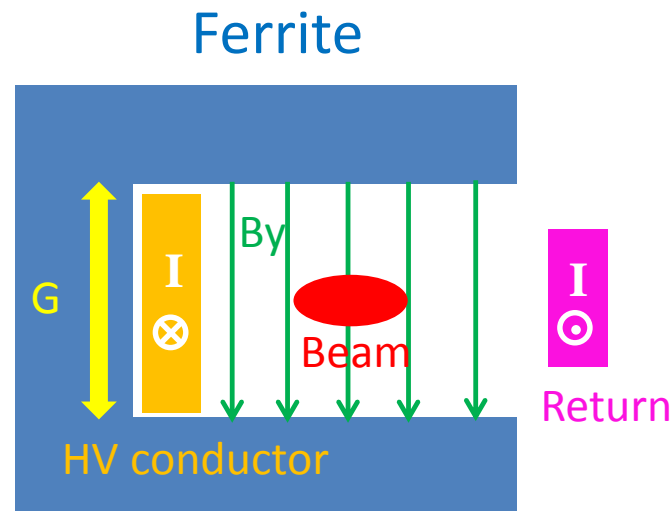 Ferrite
By
I
I
G
Beam
Return
HV conductor